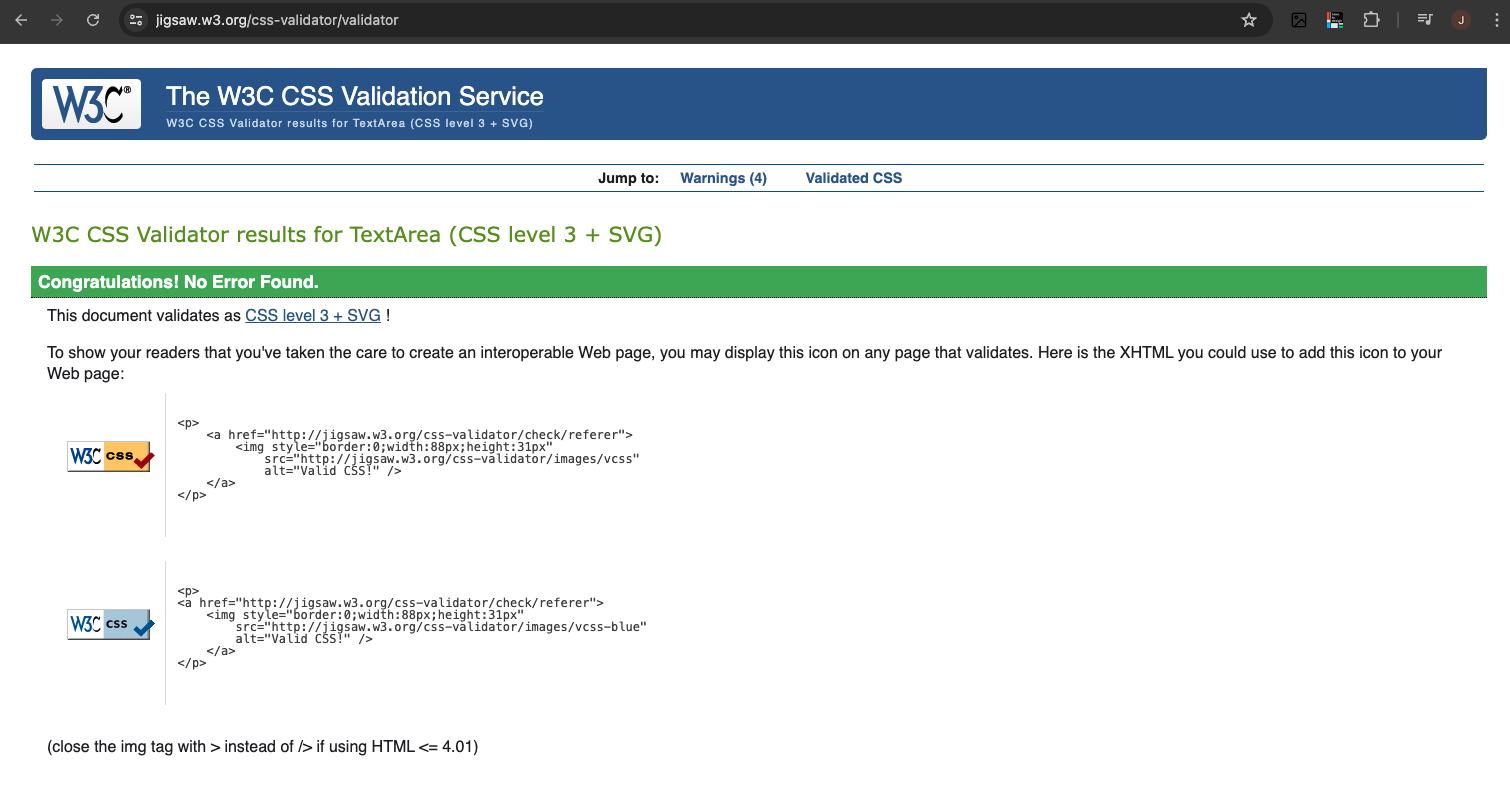 jigsaw.w3.org/css-validator/validator
J
W3C®
The W3C CSS Validation Service
W3C CSS Validator results for TextArea (CSS level 3 + SVG)
Jump to: Warnings (4) Validated CSS
W3C CSS Validator results for TextArea (CSS level 3 + SVG)
Congratulations! No Error Found.
This document validates as CSS level 3 + SVG !
To show your readers that you've taken the care to create an interoperable Web page, you may display this icon on any page that validates. Here is the XHTML you could use to add this icon to your
Web page:
W3C css
<p>
    <a href="http://jigsaw.w3.org/css-validator/check/referer">
        <img style="border:0;width:88px;height:31px"
            src="http://jigsaw.w3.org/css-validator/images/vcss"
            alt="Valid CSS!" />
    </a>
</p>
W3C css
<p>
<a href="http://jigsaw.w3.org/css-validator/check/referer">
    <img style="border:0;width:88px;height:31px"
        src="http://jigsaw.w3.org/css-validator/images/vcss-blue"
        alt="Valid CSS!" />
    </a>
</p>
(close the img tag with > instead of /> if using HTML <= 4.01)